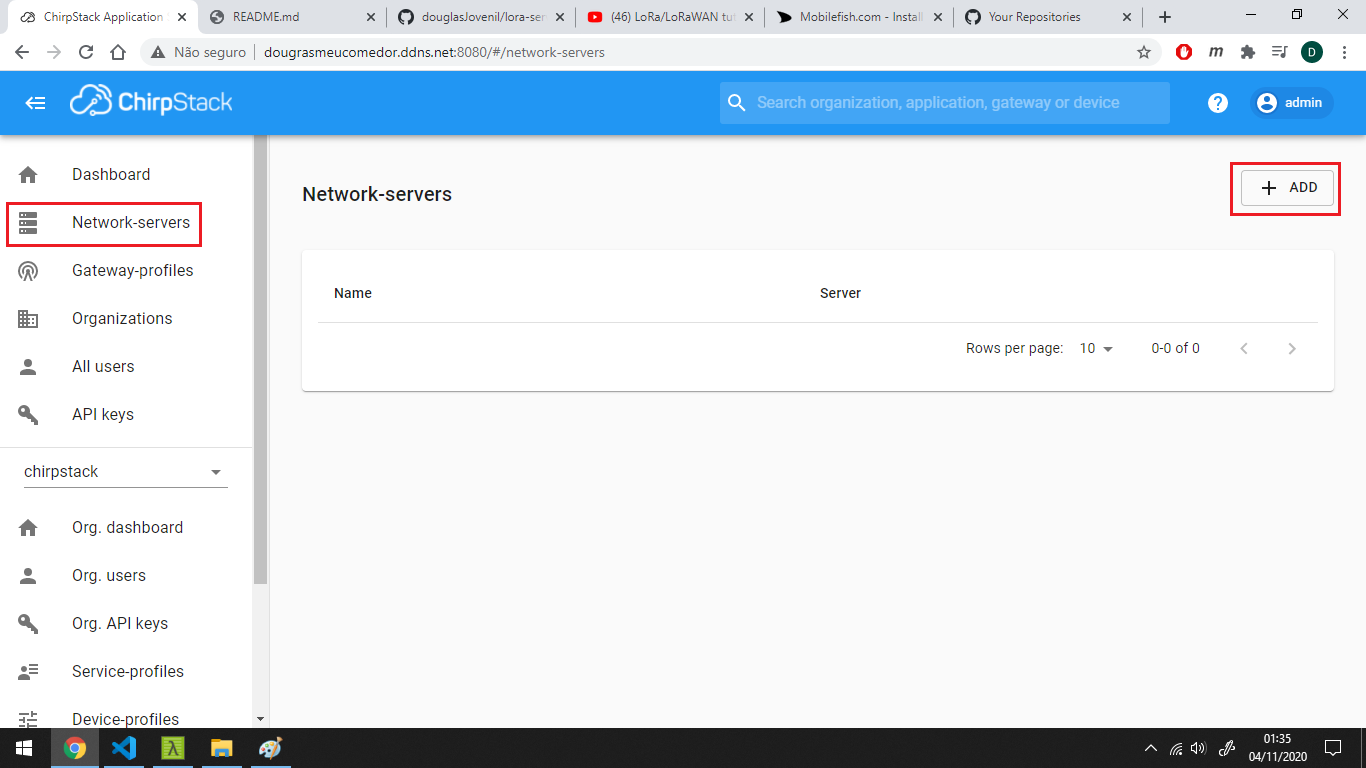 ChirpStack Application
README.md
douglasJovenil/lora-ser
(46) LoRa/LoRaWAN tu
Mobilefish.com - Install
Your Repositories
Não seguro
dougrasmeucomedor.ddns.net:8080/#/network-servers
m
D
ChirpStack
Search organization, application, gateway or device
?
admin
Dashboard
Network-servers
Gateway-profiles
Organizations
All users
API keys
chirpstack
Org. dashboard
Org. users
Org. API keys
Service-profiles
Device-profiles
Network-servers
ADD
Name Server
Rows per page: 10 0-0 of 0
01:35
04/11/2020